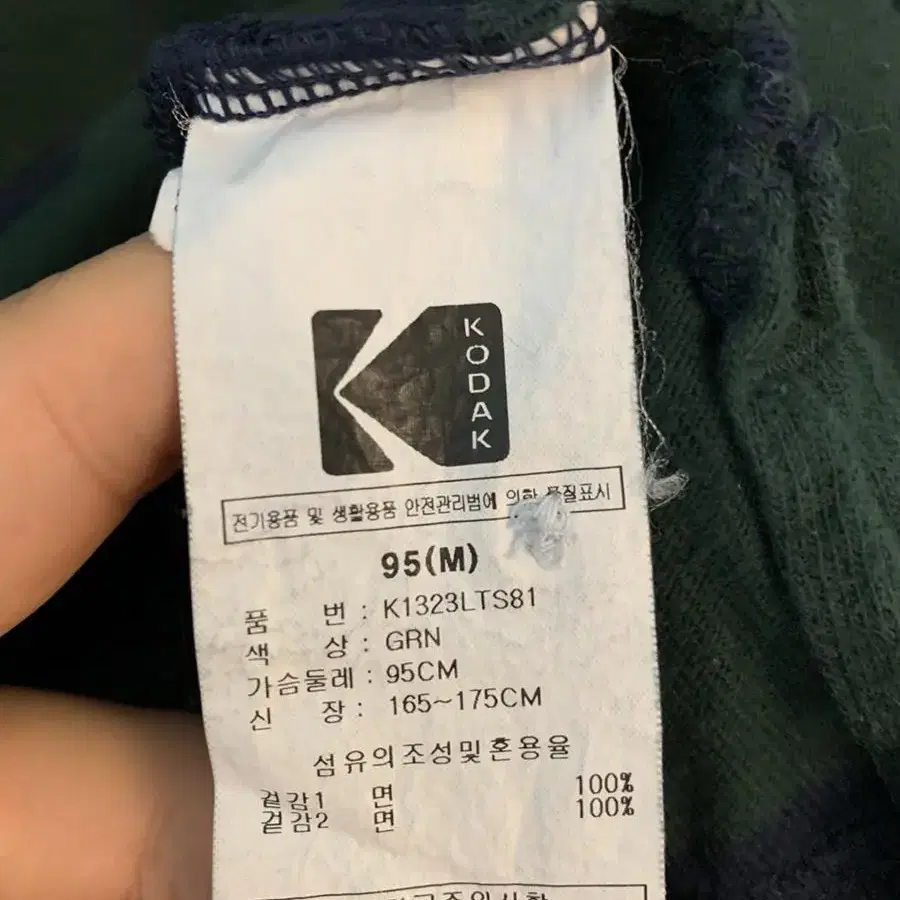 KODAK
전기용품 및 생활용품 안전관리법에 의한 품질표시
95(M)
품 번 : K1323LTS81
색 상 : GRN
가슴둘레 : 95CM
신 장 : 165~175CM
섬유의조성및혼용율
겉감1 면 100%
겉감2 면 100%